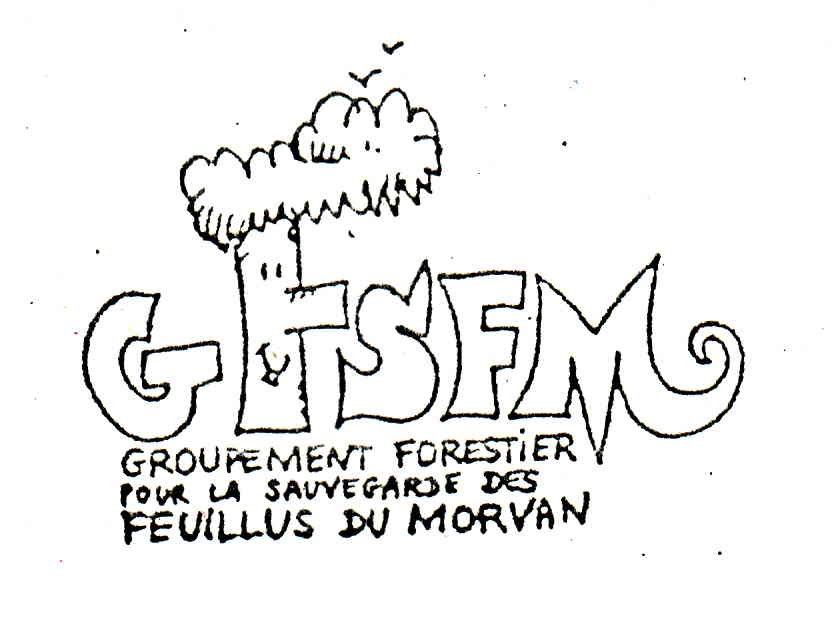 GFSFM
GROUPEMENT FORESTiER
POUR LA SAUVEGARDE DES
FEUiLLUS DU MORVAN